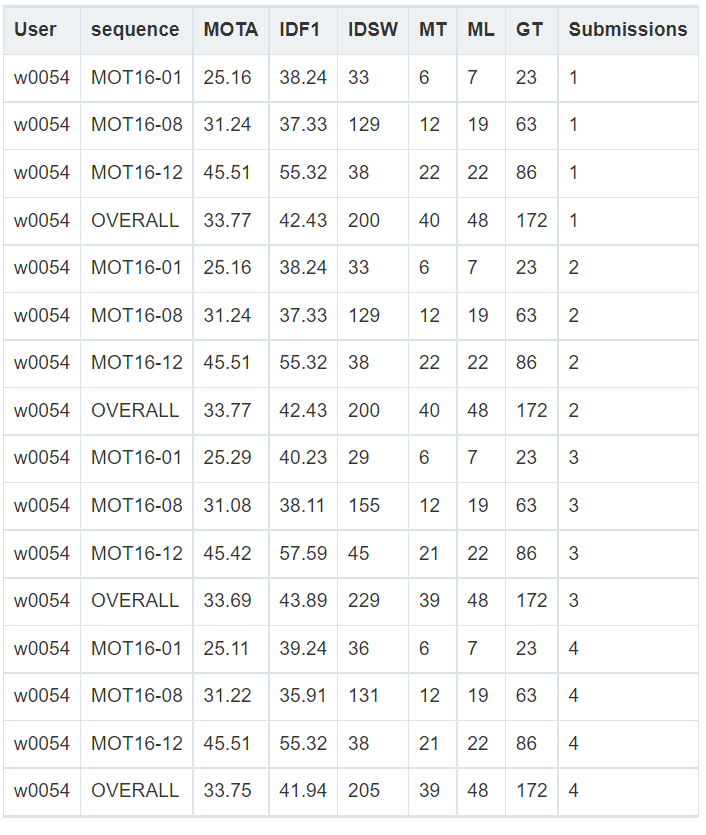 User sequence MOTA IDF1 IDSW MT ML GT Submissions
w0054 MOT16-01 25.16 38.24 33 6 7 23 1
w0054 MOT16-08 31.24 37.33 129 12 19 63 1
w0054 MOT16-12 45.51 55.32 38 22 22 86 1
w0054 OVERALL 33.77 42.43 200 40 48 172 1
w0054 MOT16-01 25.16 38.24 33 6 7 23 2
w0054 MOT16-08 31.24 37.33 129 12 19 63 2
w0054 MOT16-12 45.51 55.32 38 22 22 86 2
w0054 OVERALL 33.77 42.43 200 40 48 172 2
w0054 MOT16-01 25.29 40.23 29 6 7 23 3
w0054 MOT16-08 31.08 38.11 155 12 19 63 3
w0054 MOT16-12 45.42 57.59 45 21 22 86 3
w0054 OVERALL 33.69 43.89 229 39 48 172 3
w0054 MOT16-01 25.11 39.24 36 6 7 23 4
w0054 MOT16-08 31.22 35.91 131 12 19 63 4
w0054 MOT16-12 45.51 55.32 38 21 22 86 4
w0054 OVERALL 33.75 41.94 205 39 48 172 4